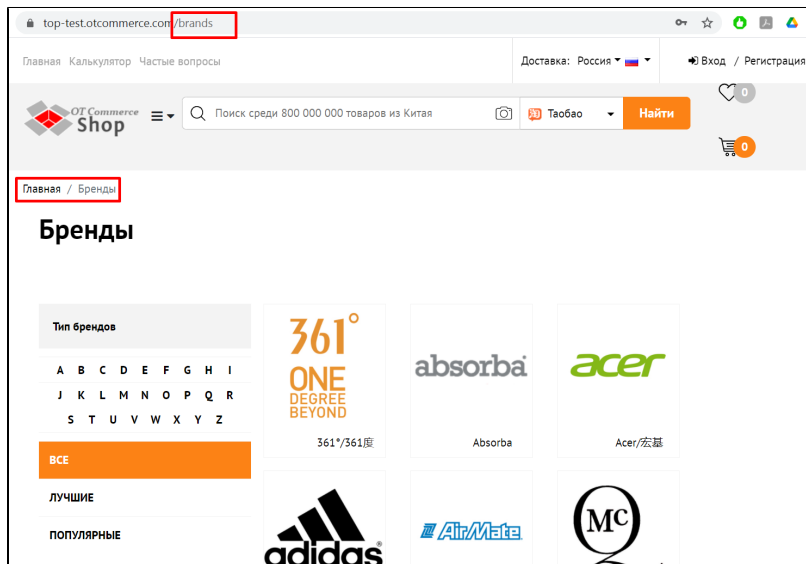 top-test.otcommerce.com/brands
Главная Калькулятор Частые вопросы
Доставка: Россия
Вход / Регистрация
OT Commerce
Shop
Поиск среди 800 000 000 товаров из Китая
Таобао
Найти
0
0
Главная / Бренды
Бренды
Тип брендов
A B C D E F G H I
J K L M N O P Q R
S T U V W X Y Z
ВСЕ
ЛУЧШИЕ
ПОПУЛЯРНЫЕ
361°
ONE
DEGREE
BEYOND
361°/361度
absorba
Absorba
acer
Acer/宏基
adidas
AirMate
Mc